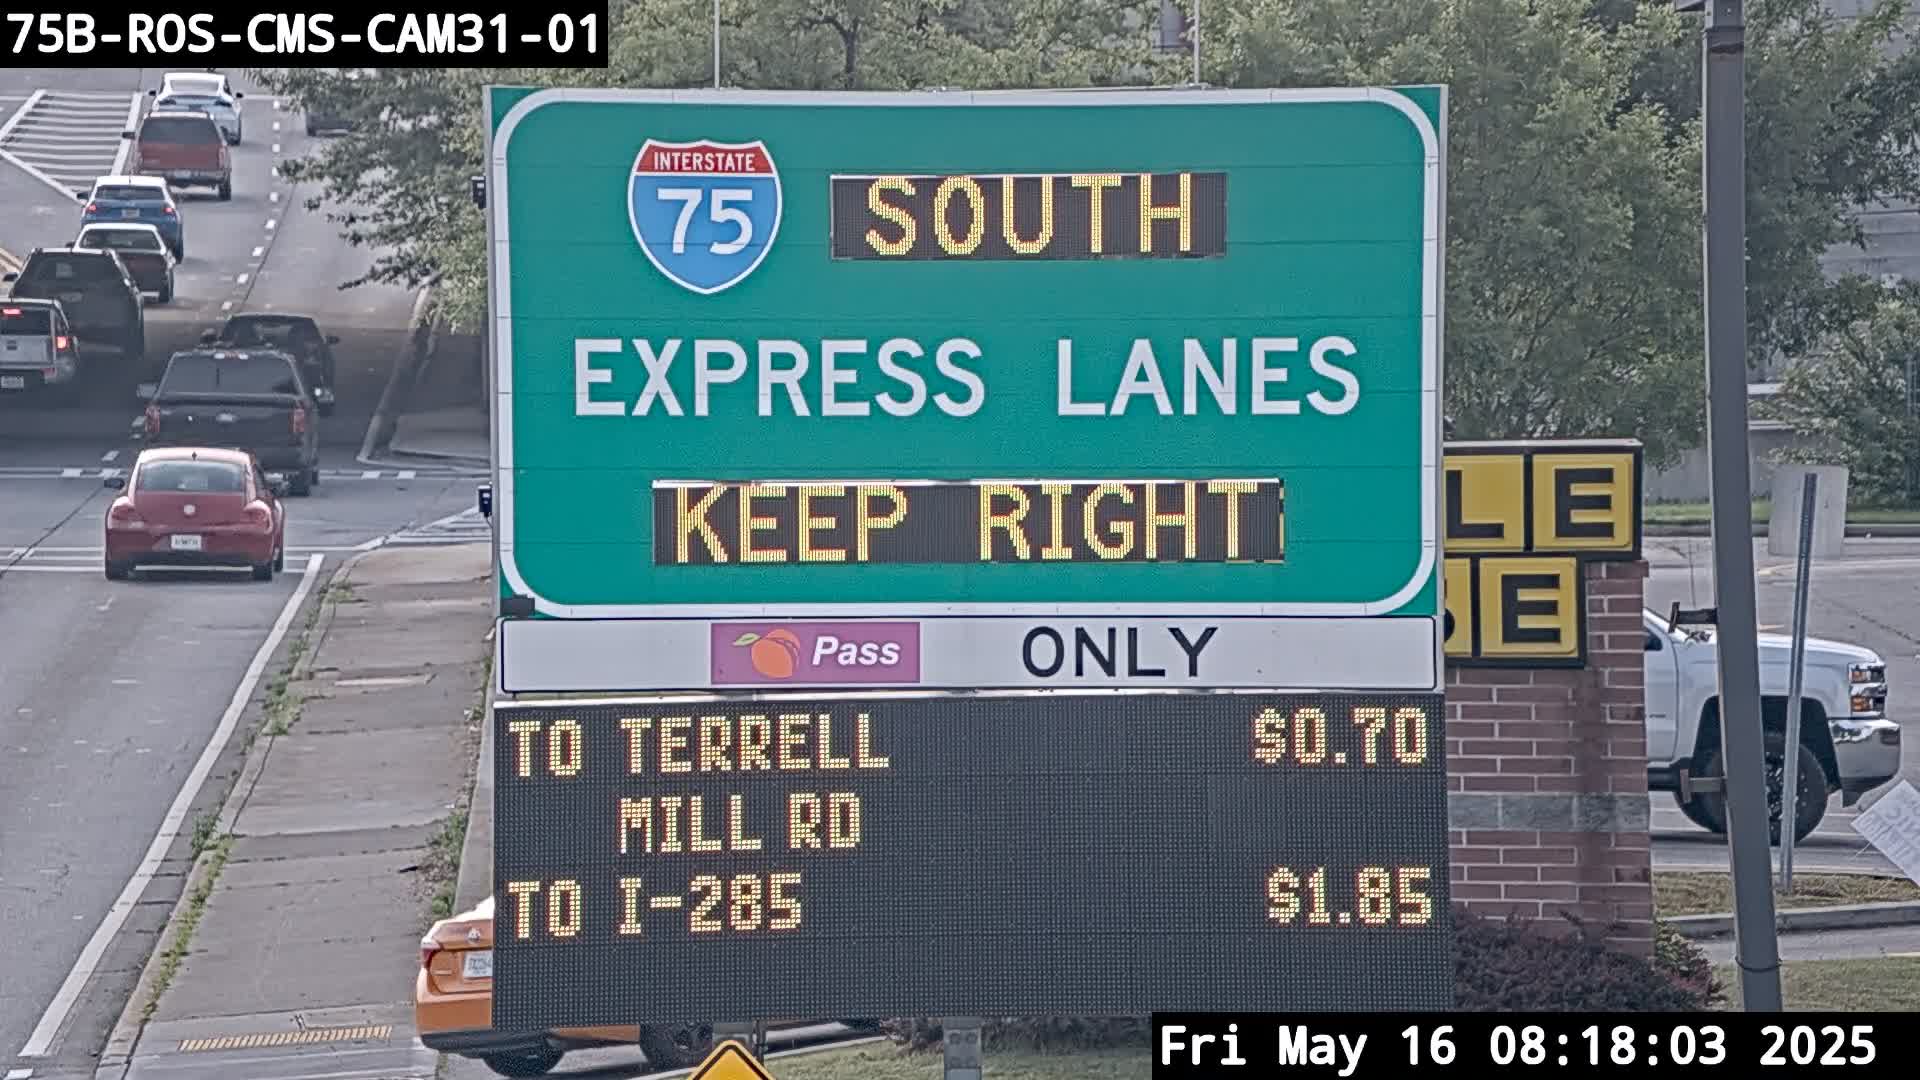 75B-ROS-CMS-CAM31-01
INTERSTATE
75
SOUTH
EXPRESS LANES
KEEP RIGHT
Pass ONLY
TO TERRELL $0.70
MILL RD
TO I-285 $1.85
LE
E
Fri May 16 08:18:03 2025